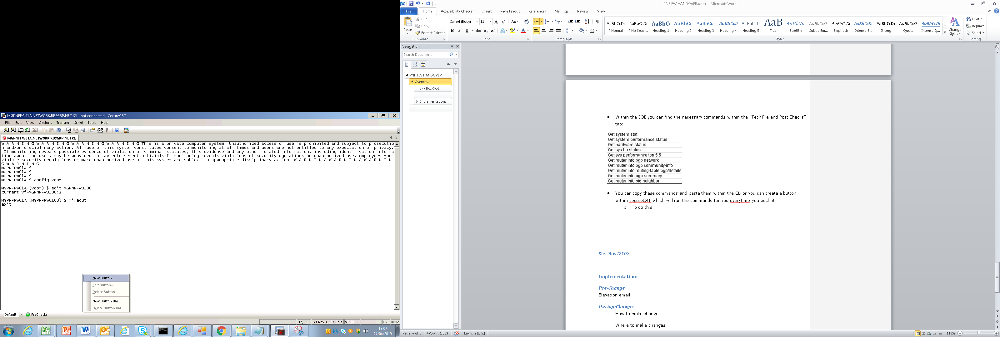 MGPNFFW01A.NETWORK.RBSGRP.NET (2) - not connected - SecureCRT
File Edit View Options Transfer Script Tools Help
MGPNFFW01A.NETWORK.RBSGRP.NET (2)
W A R N I N G W A R N I N G W A R N I N G W A R N I N G This is a private computer system. Unauthorized access or use is prohibited and subject to prosecutio
n and/or disciplinary action. All use of this system constitutes consent to monitoring at all times and users are not entitled to any expectation of privacy.
If monitoring reveals possible evidence of violation of criminal statutes, this evidence and any other related information, including identification informa
tion about the user, may be provided to law enforcement officials.If monitoring reveals violations of security egulations or unauthorized use, employees who
violate security regulations or make unauthorized use of this system are subject to appropriate disciplinary action. W A R N I N G W A R N I N G W A R N I N
G W A R N I N G
MGPNFFW01A $
MGPNFFW01A $
MGPNFFW01A $
MGPNFFW01A $ config vdom
MGPNFFW01A (vdom) $ edit MGPNFFW0100
current vf=MGPNFFW0100:3
MGPNFFW01A (MGPNFFW0100) $ Timeout
exit
New Button...
Edit Button...
Delete Button
New Button Bar...
Delete Button Bar
Default PreChecks
17, 1 41 Rows, 157 Cols VT100 CAP NUM
13:07
24/04/2019
PNF FW HANDOVER.docx - Microsoft Word
File Home Accessibility Checker Insert Page Layout References Mailings Review View
Paste
Cut
Copy
Format Painter
Clipboard
Calibri (Body) 11
Font
Paragraph
AaBbCcDc AaBbCcDc AaBbC AaBbCc AaBbCcI AaBbCcD AaBbCcD AaB AaBbCc. AaBbCcDc AaBbCcDc AaBbCcDc AaBbCcDc AaBbCcDc AaBbCcDc
¶ Normal ¶ No Spaci... Heading 1 Heading 2 Heading 3 Heading 4 Heading 5 Title Subtitle Subtle Em... Emphasis Intense E... Strong Quote Intense Q...
Change Styles
Styles
Find
Replace
Select
Editing
Navigation
Search Document
PNF FW HANDOVER
Overview:
Sky Box/SOE:
Implementation:
• Within the SOE you can find the necessary commands within the “Tech Pre and Post Checks”
tab:
Get system stat
Get system performance status
Get hardware status
Get sys ha status
Get sys performance top 5 5
Get router info bgp network
Get router info bgp community-info
Get router info routing-table bgp/details
Get router info bgp summary
Get router info bfd neighbor
• You can copy these commands and paste them within the CLI or you can create a button
within SecureCRT which will run the commands for you everytime you push it.
o To do this
Sky Box/SOE:
Implementation:
Pre-Change:
Elevation email
During-Change:
How to make changes
Where to make changes
Page: 6 of 6 Words: 1,009 English (U.S.) 110%